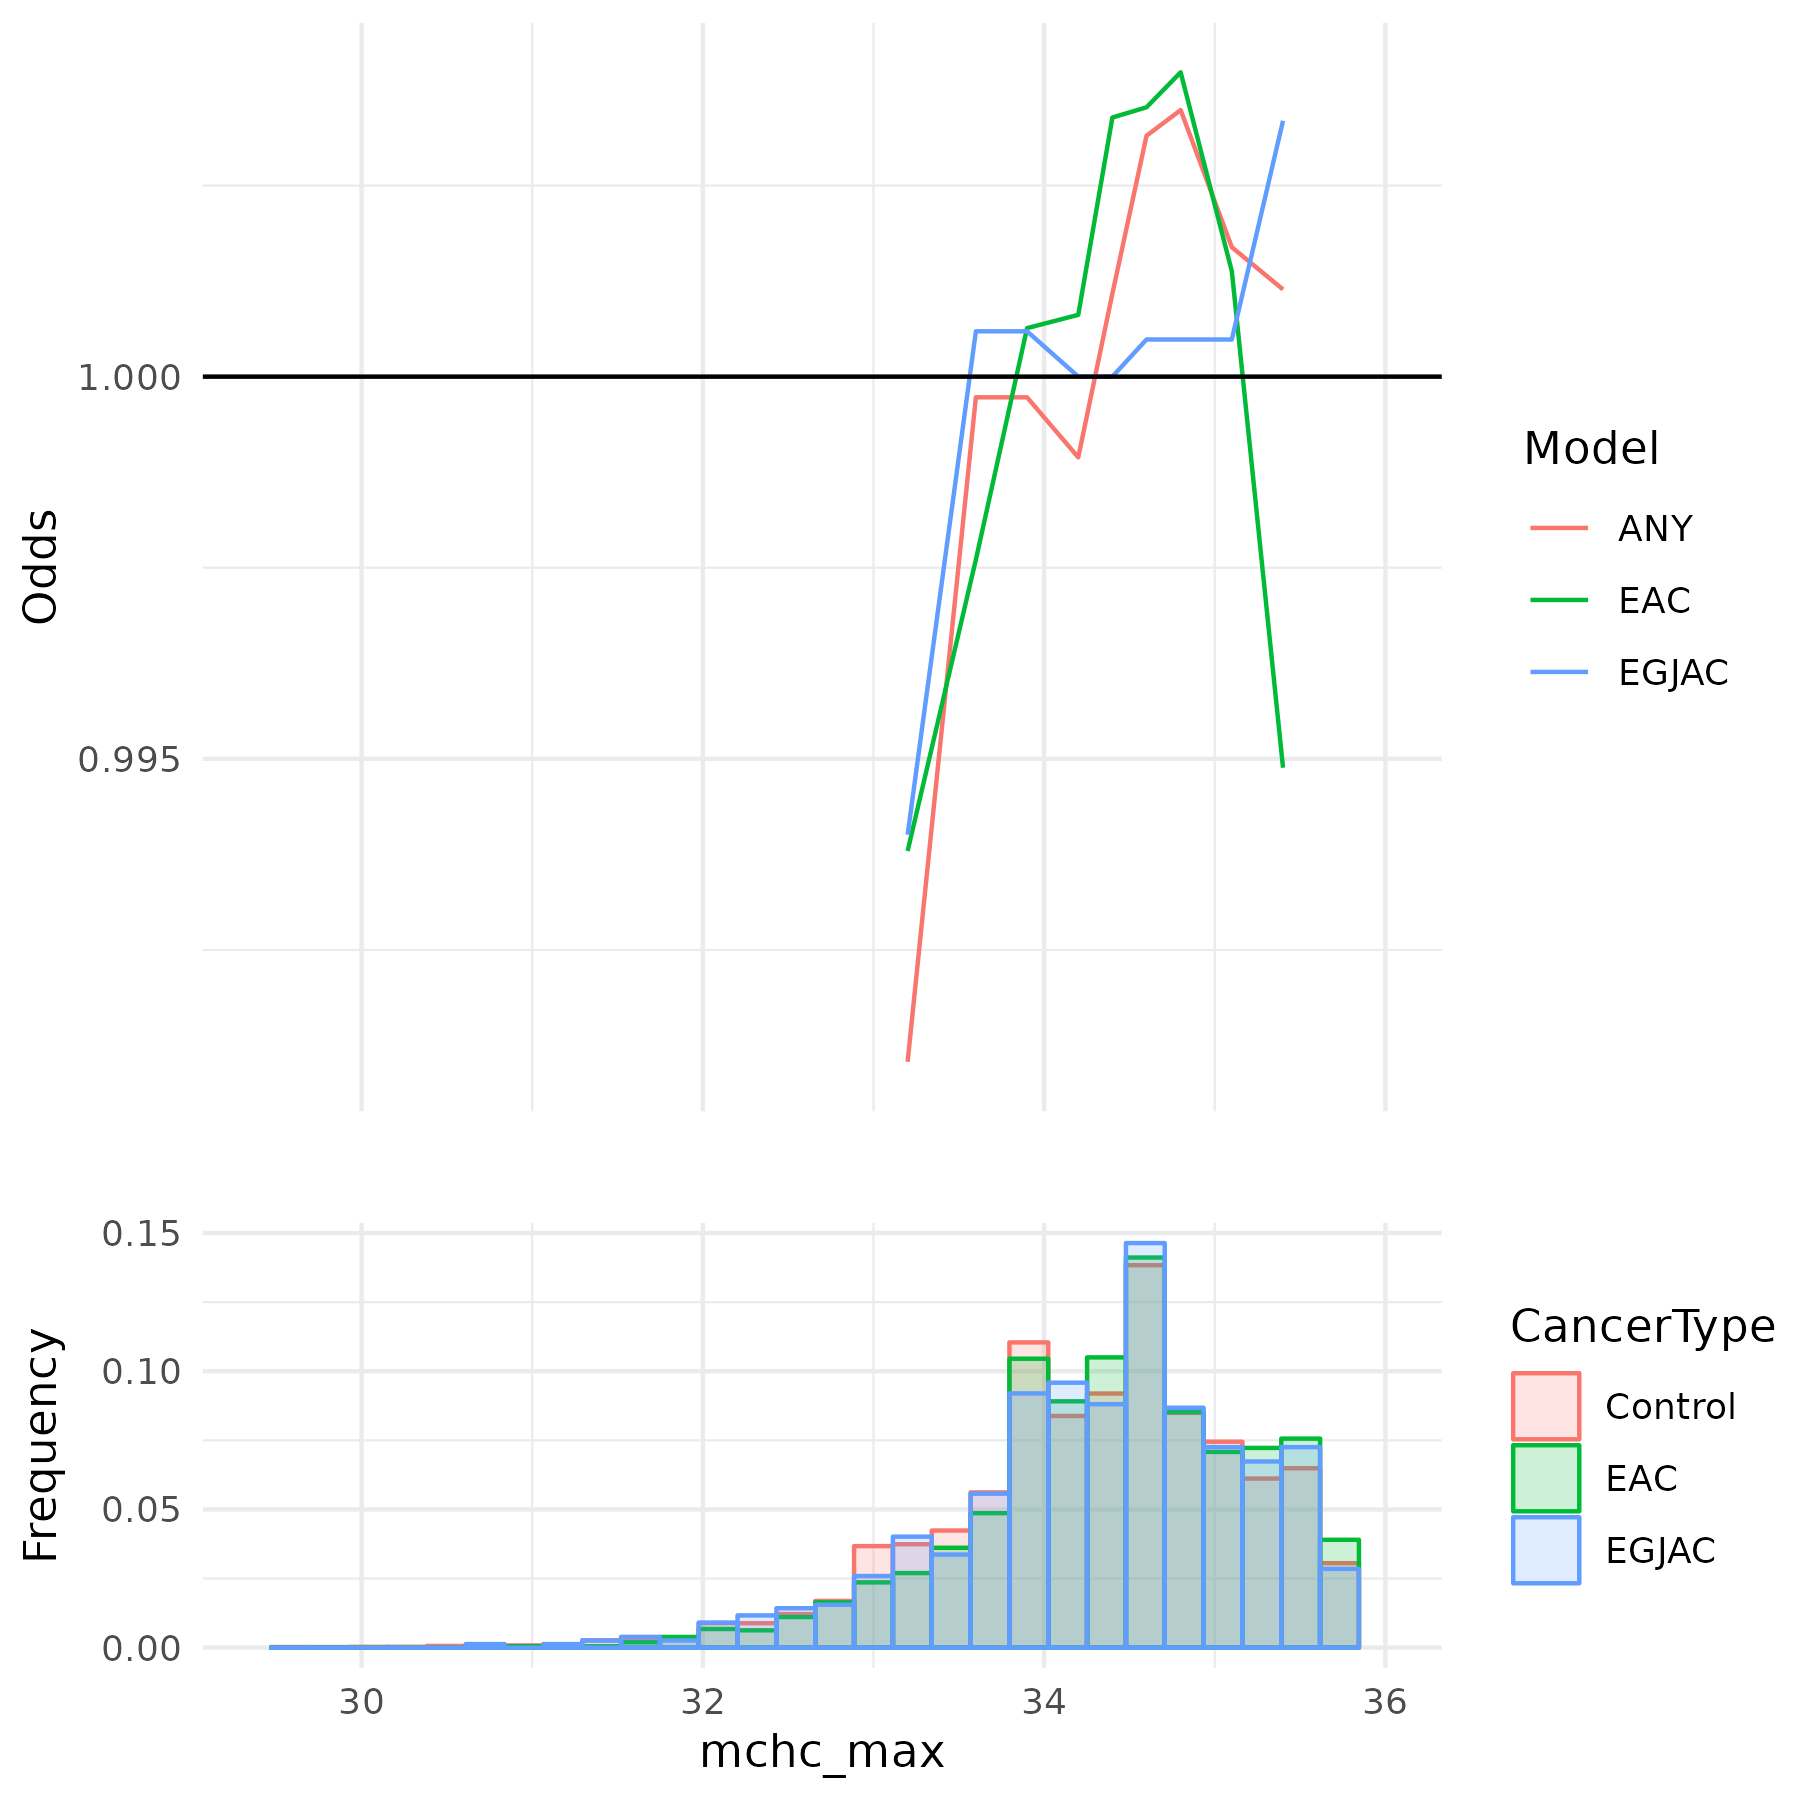 Odds
1.000
0.995
Model
ANY
EAC
EGJAC
Frequency
0.15
0.10
0.05
0.00
30 32 34 36
mchc_max
CancerType
Control
EAC
EGJAC